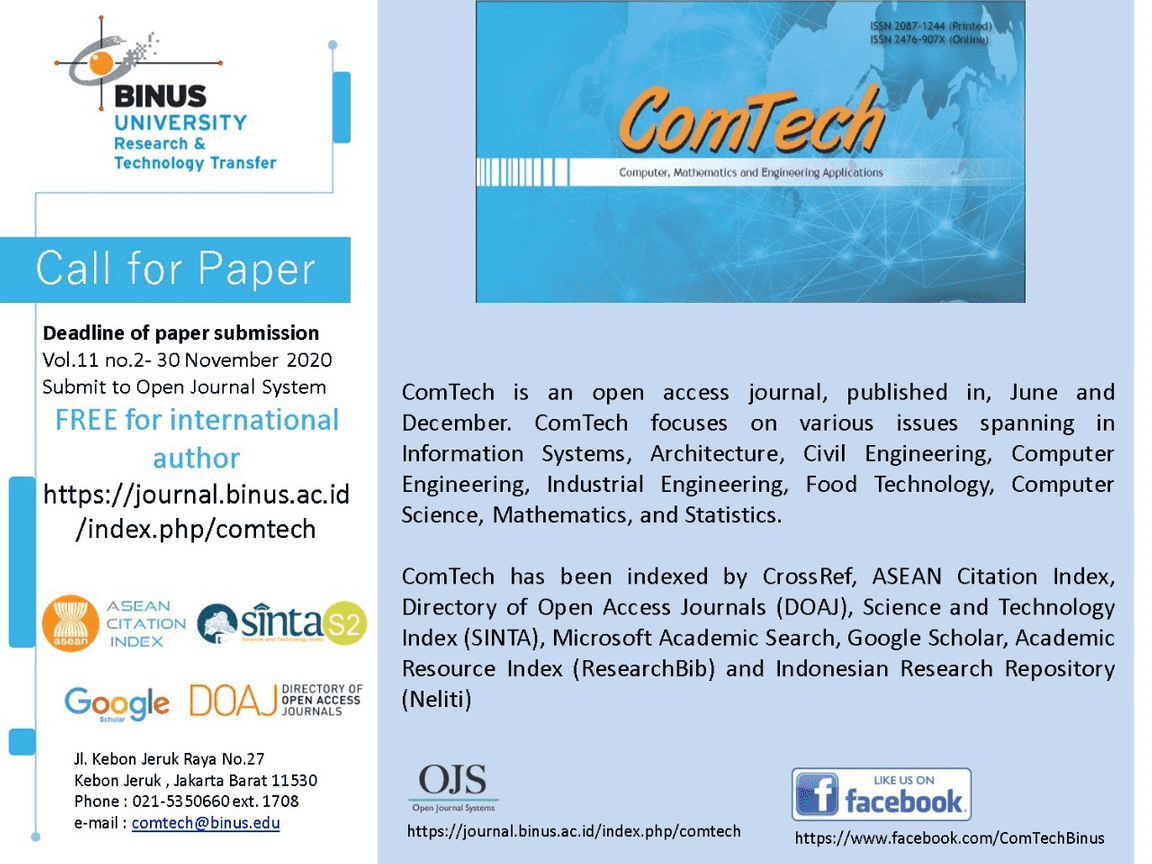 BINUS
UNIVERSITY
Research &
Technology Transfer
Call for Paper
Deadline of paper submission
Vol.11 no.2- 30 November 2020
Submit to Open Journal System
FREE for international
author
https://journal.binus.ac.id
/index.php/comtech
asean
ASEAN
CITATION
INDEX
sinta S2
Science and Technology Index
Google
Scholar
DOAJ
DIRECTORY OF
OPEN ACCESS
JOURNALS
Jl. Kebon Jeruk Raya No.27
Kebon Jeruk , Jakarta Barat 11530
Phone : 021-5350660 ext. 1708
e-mail : comtech@binus.edu
ISSN 2087-1244 (Printed)
ISSN 2476-907X (Online)
ComTech
Computer, Mathematics and Engineering Applications
ComTech is an open access journal, published in, June and
December. ComTech focuses on various issues spanning in
Information Systems, Architecture, Civil Engineering, Computer
Engineering, Industrial Engineering, Food Technology, Computer
Science, Mathematics, and Statistics.
ComTech has been indexed by CrossRef, ASEAN Citation Index,
Directory of Open Access Journals (DOAJ), Science and Technology
Index (SINTA), Microsoft Academic Search, Google Scholar, Academic
Resource Index (ResearchBib) and Indonesian Research Repository
(Neliti)
OJS
Open Journal Systems
https://journal.binus.ac.id/index.php/comtech
f
LIKE US ON
facebook
https://www.facebook.com/ComTechBinus